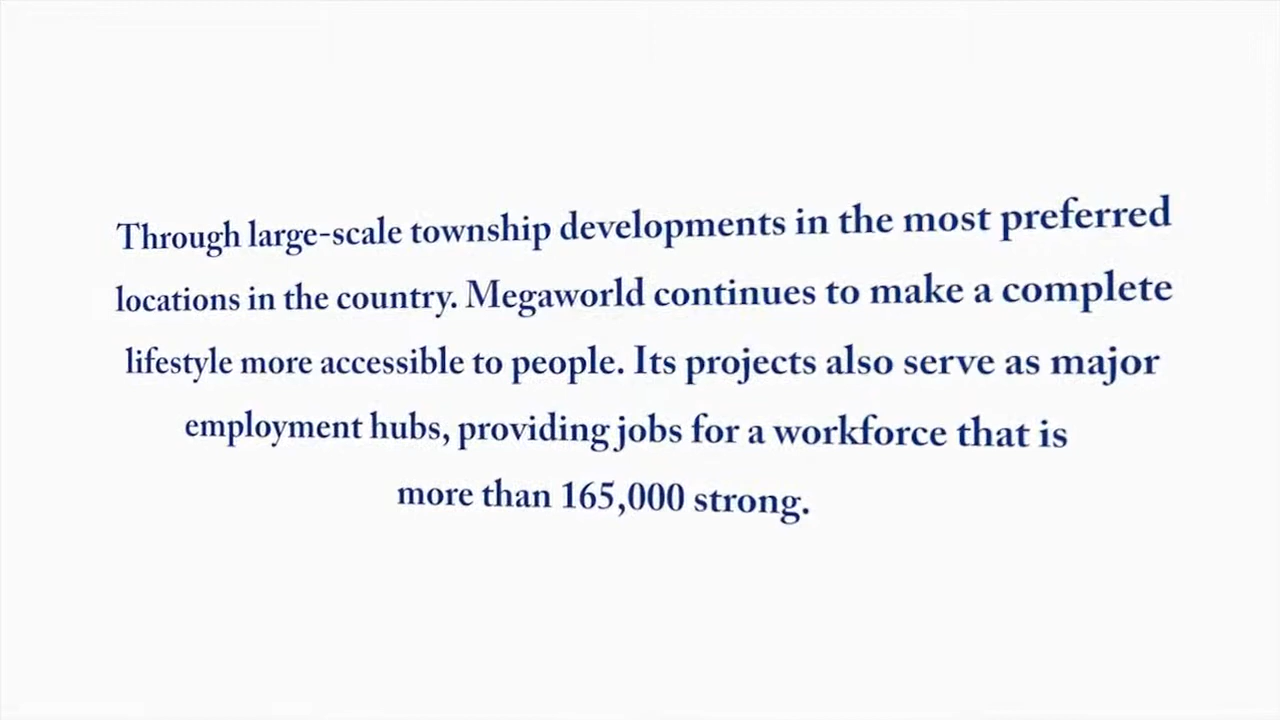 Through large-scale township developments in the most preferred
locations in the country. Megaworld continues to make a complete
lifestyle more accessible to people. Its projects also serve as major
employment hubs, providing jobs for a workforce that is
more than 165,000 strong.